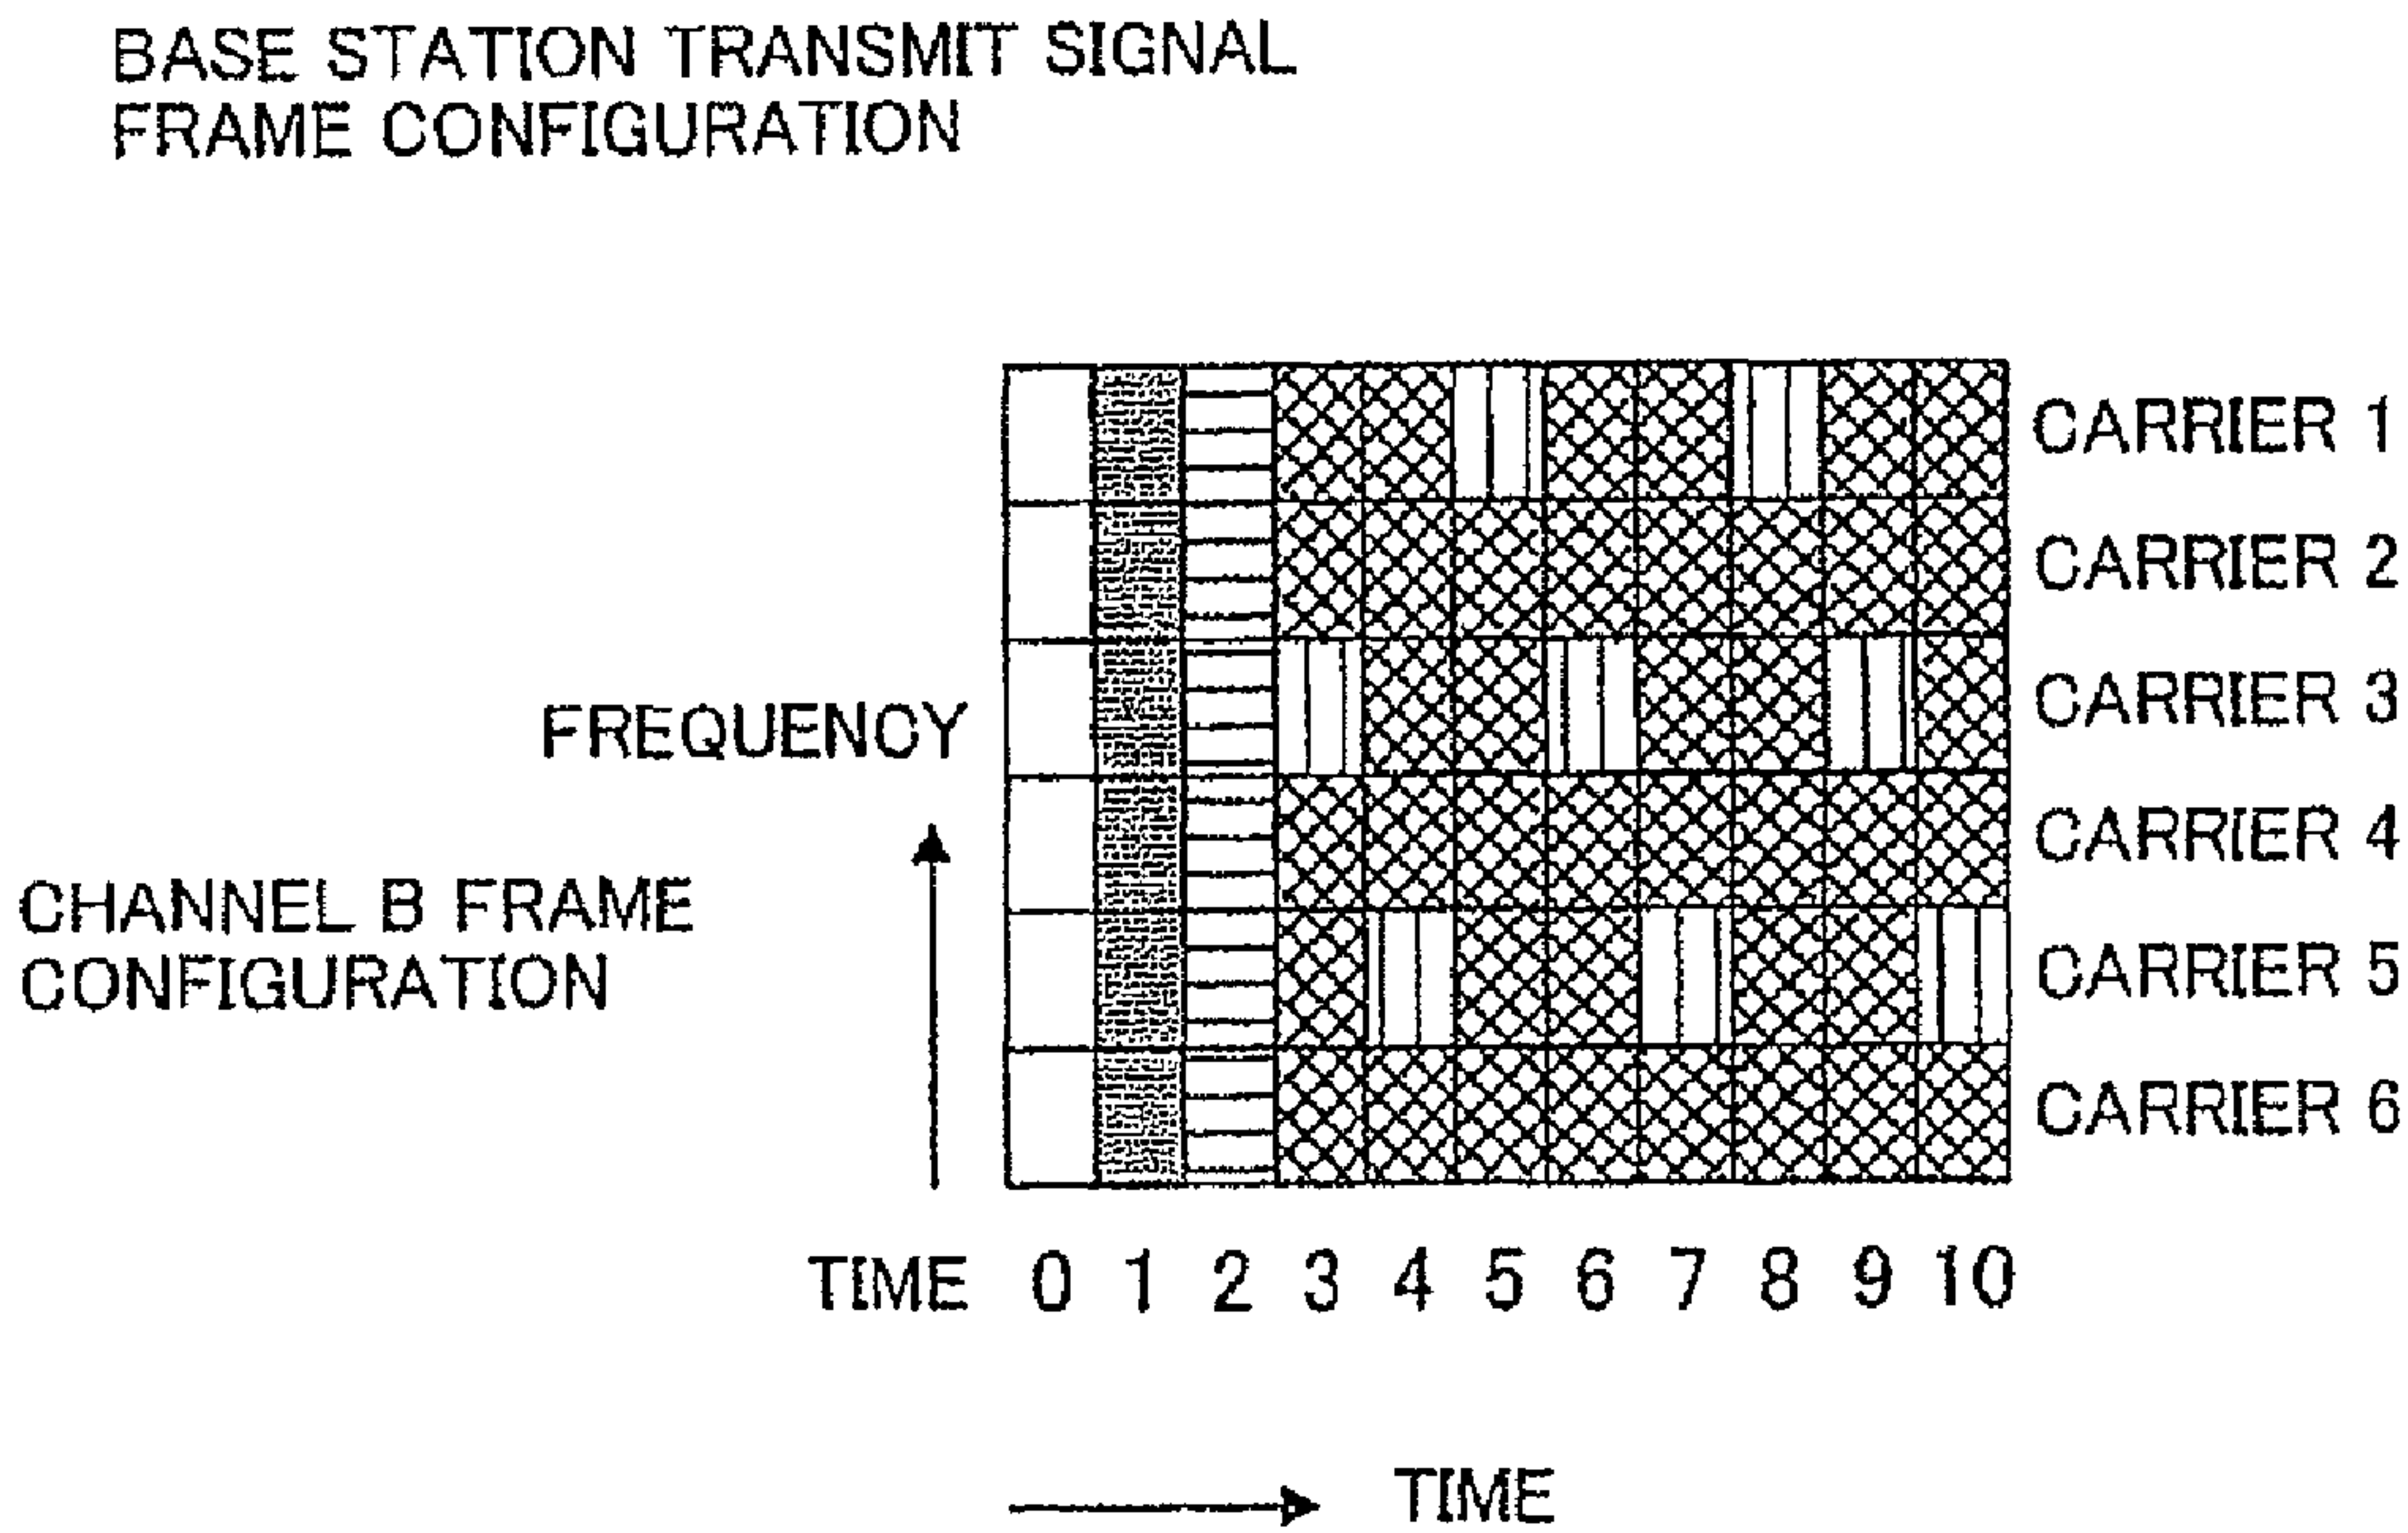 BASE STATION TRANSMIT SIGNAL
FRAME CONFIGURATION
CARRIER 1
CARRIER 2
CARRIER 3
CARRIER 4
CARRIER 5
CARRIER 6
FREQUENCY
CHANNEL B FRAME
CONFIGURATION
TIME 0 1 2 3 4 5 6 7 8 9 10
TIME